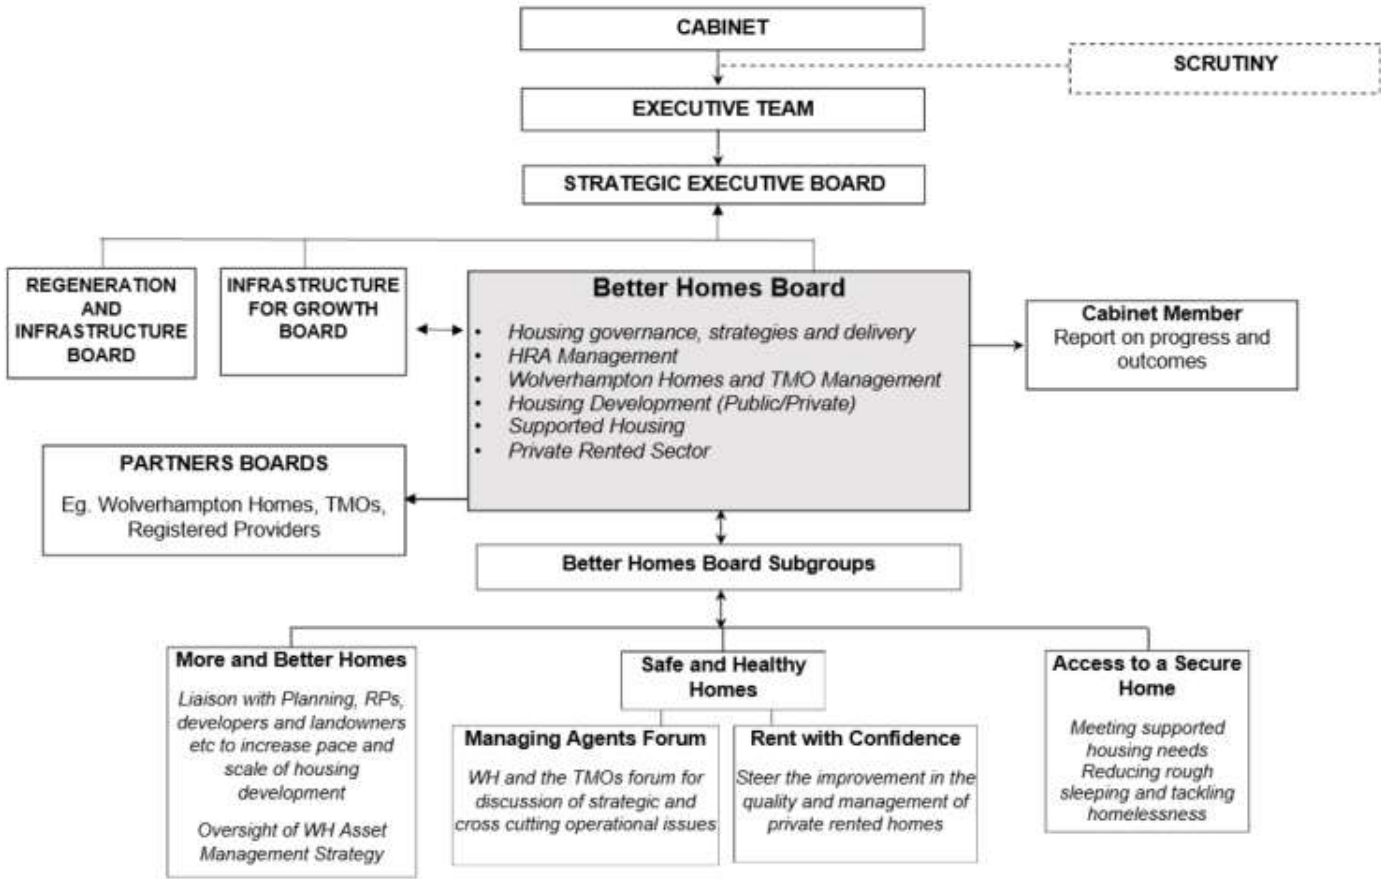 CABINET
SCRUTINY
EXECUTIVE TEAM
STRATEGIC EXECUTIVE BOARD
REGENERATION
AND
INFRASTRUCTURE
BOARD
INFRASTRUCTURE
FOR GROWTH
BOARD
Better Homes Board
• Housing governance, strategies and delivery
• HRA Management
• Wolverhampton Homes and TMO Management
• Housing Development (Public/Private)
• Supported Housing
• Private Rented Sector
Cabinet Member
Report on progress and
outcomes
PARTNERS BOARDS
Eg. Wolverhampton Homes, TMOs,
Registered Providers
Better Homes Board Subgroups
More and Better Homes
Liaison with Planning, RPs,
developers and landowners
etc to increase pace and
scale of housing
development
Oversight of WH Asset
Management Strategy
Safe and Healthy
Homes
Managing Agents Forum
WH and the TMOs forum for
discussion of strategic and
cross cutting operational issues
Rent with Confidence
Steer the improvement in the
quality and management of
private rented homes
Access to a Secure
Home
Meeting supported
housing needs
Reducing rough
sleeping and tackling
homelessness